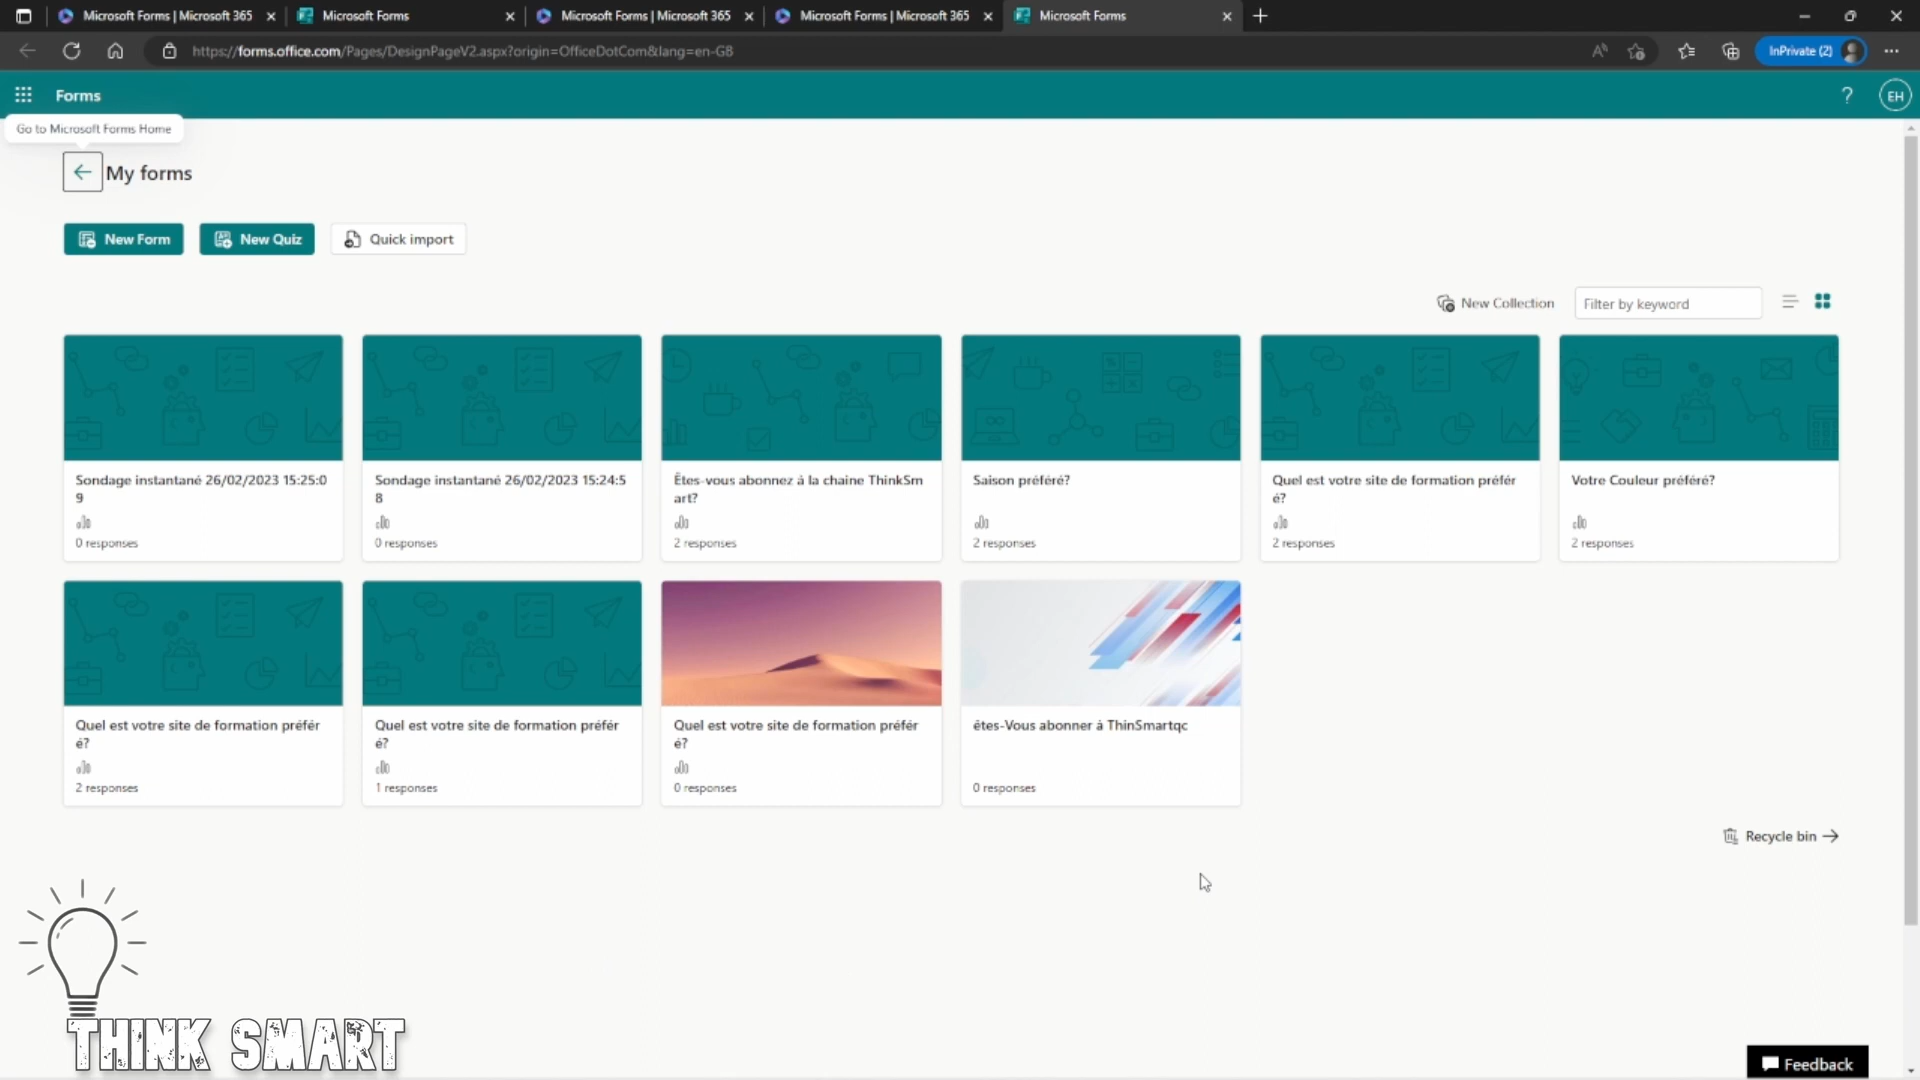 Microsoft Forms | Microsoft 365
Microsoft Forms
Microsoft Forms | Microsoft 365
Microsoft Forms | Microsoft 365
Microsoft Forms
https://forms.office.com/Pages/DesignPageV2.aspx?origin=OfficeDotCom&lang=en-GB
InPrivate (2)
Forms
?
EH
Go to Microsoft Forms Home
My forms
New Form
New Quiz
Quick import
New Collection
Filter by keyword
Sondage instantané 26/02/2023 15:25:0
9
0 responses
Sondage instantané 26/02/2023 15:24:5
8
0 responses
Êtes-vous abonnez à la chaine ThinkSm
art?
2 responses
Saison préféré?
2 responses
Quel est votre site de formation préfér
é?
2 responses
Votre Couleur préféré?
2 responses
Quel est votre site de formation préfér
é?
2 responses
Quel est votre site de formation préfér
é?
1 responses
Quel est votre site de formation préfér
é?
0 responses
êtes-Vous abonner à ThinSmartqc
0 responses
Recycle bin
THINK SMART
Feedback